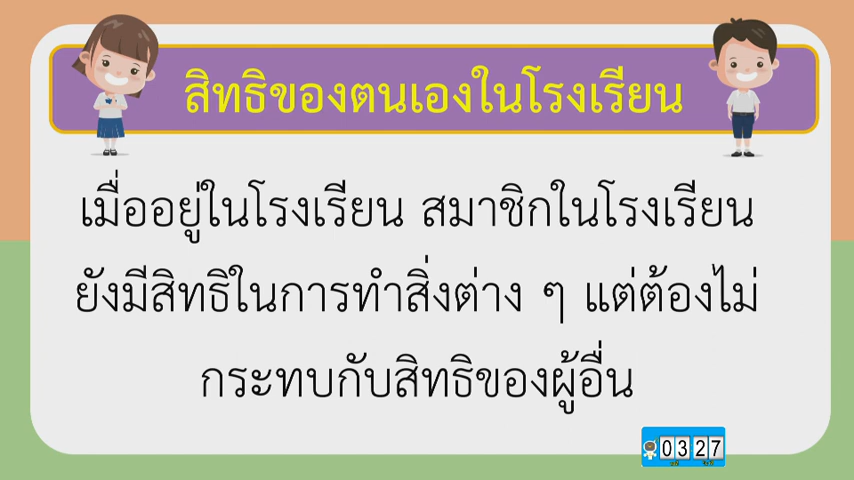 สิทธิของตนเองในโรงเรียน
เมื่ออยู่ในโรงเรียน สมาชิกในโรงเรียน
ยังมีสิทธิในการทำสิ่งต่าง ๆ แต่ต้องไม่
กระทบกับสิทธิของผู้อื่น
03 27